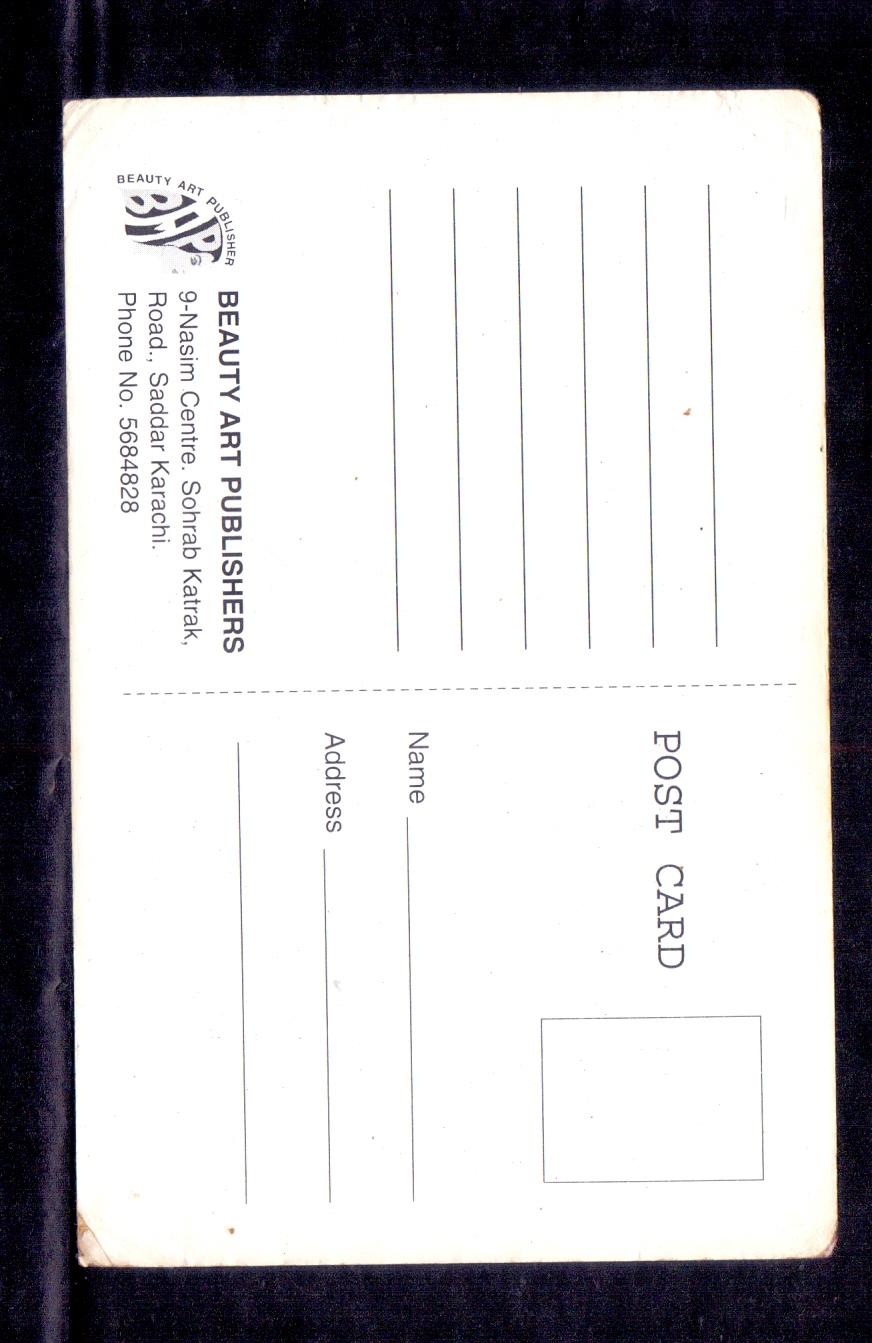 POST CARD
Name
Address
BEAUTY ART PUBLISHER
BHP
BEAUTY ART PUBLISHERS
9-Nasim Centre. Sohrab Katrak,
Road., Saddar Karachi.
Phone No. 5684828